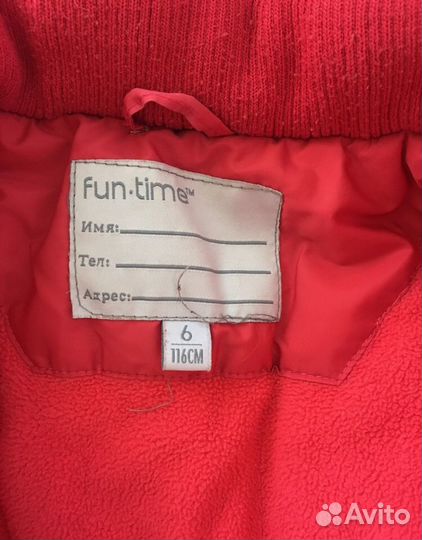 fun·time™
Имя:
Тел:
Адрес:
6
116CM
Avito